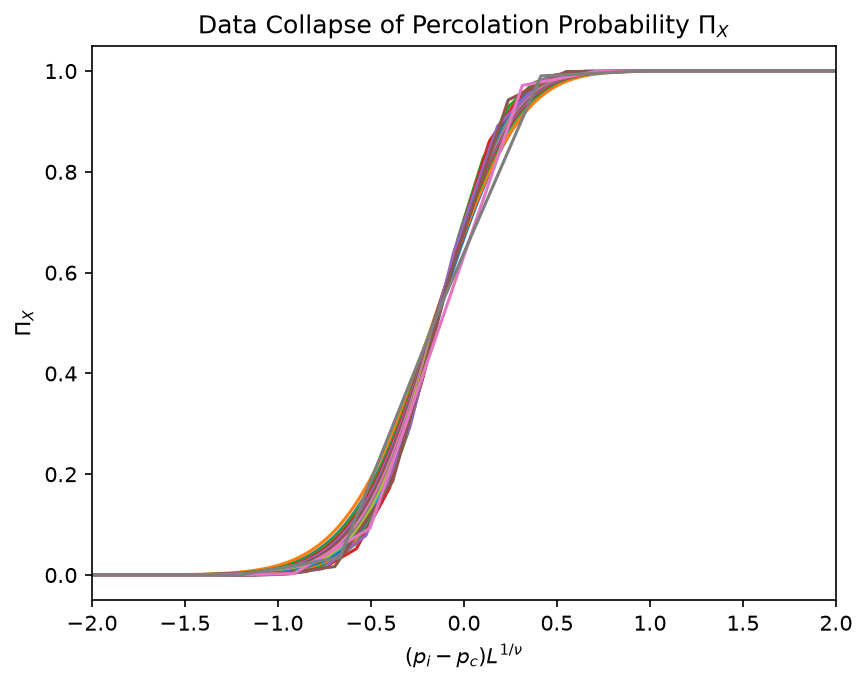 Data Collapse of Percolation Probability Π_X
1.0
0.8
0.6
0.4
0.2
0.0
Π_X
−2.0 −1.5 −1.0 −0.5 0.0 0.5 1.0 1.5 2.0
(p_i − p_c)L^{1/ν}